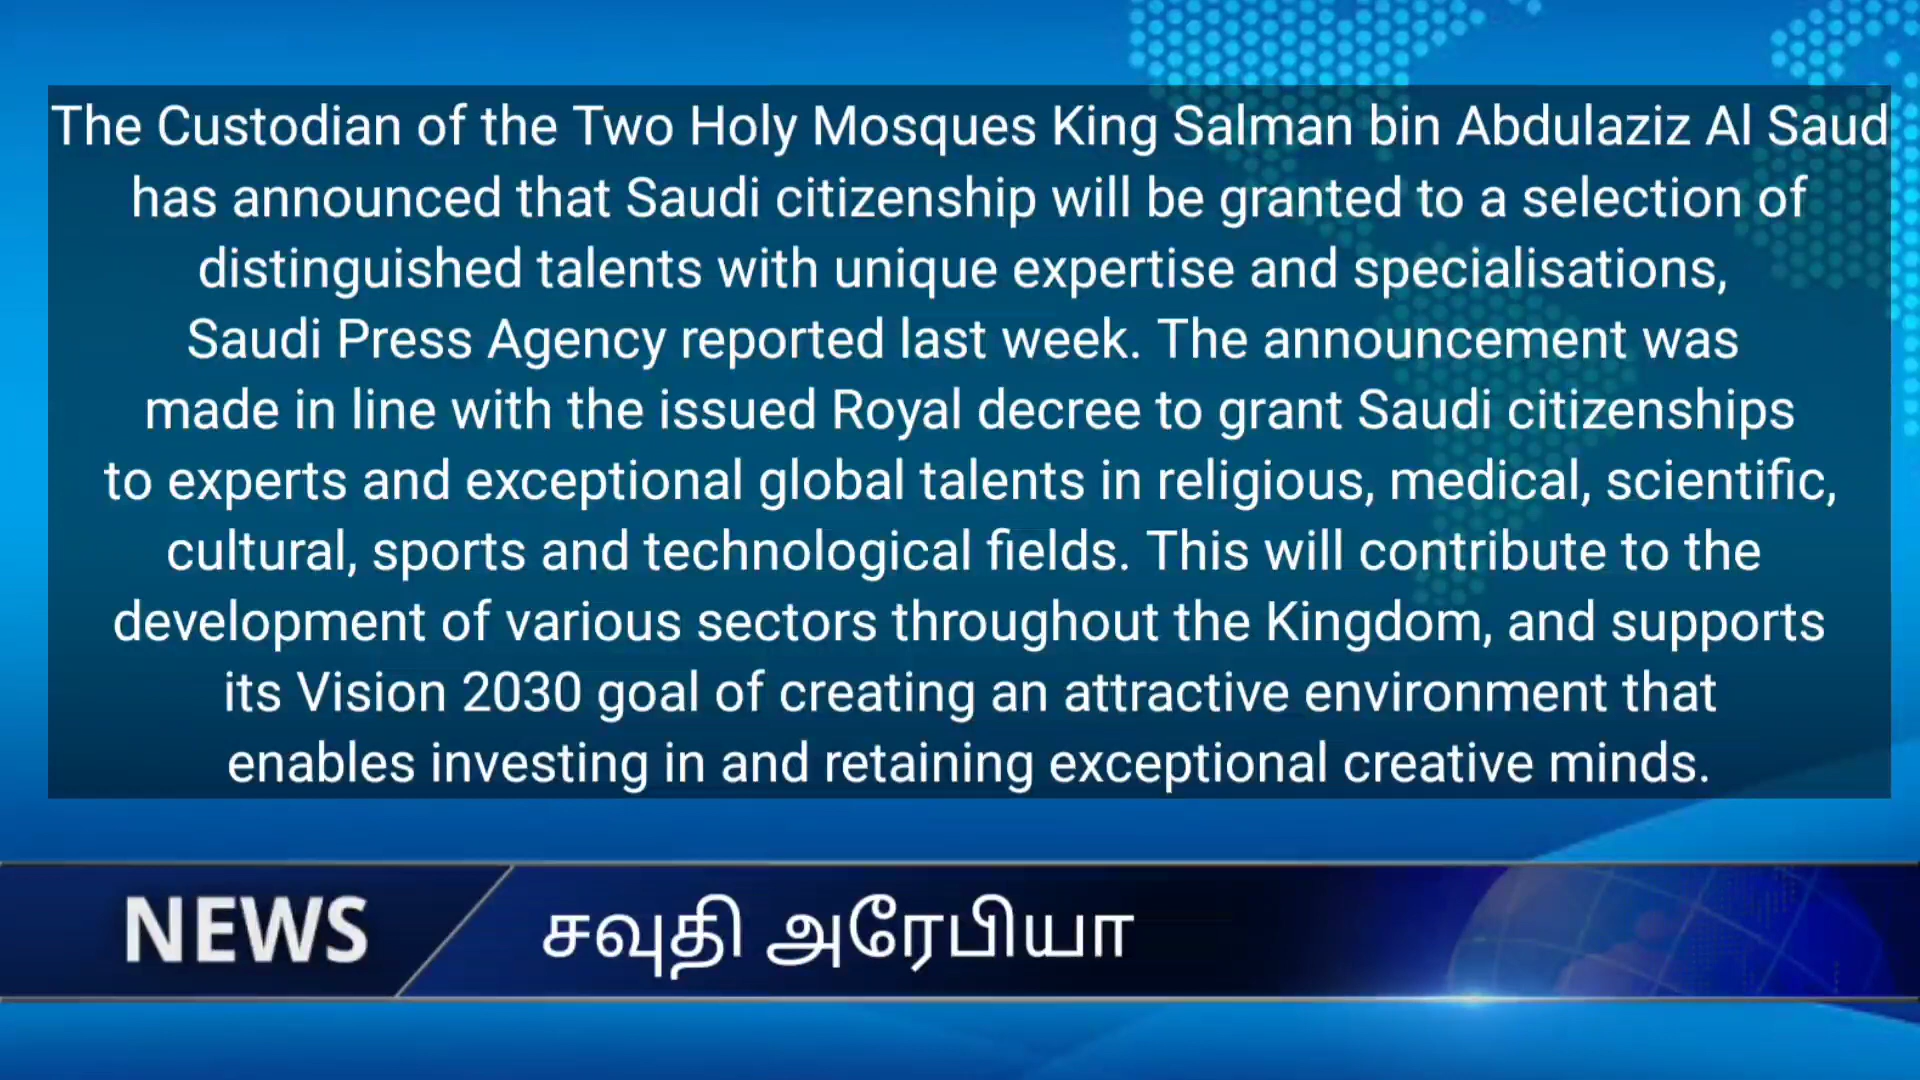 The Custodian of the Two Holy Mosques King Salman bin Abdulaziz Al Saud
has announced that Saudi citizenship will be granted to a selection of
distinguished talents with unique expertise and specialisations,
Saudi Press Agency reported last week. The announcement was
made in line with the issued Royal decree to grant Saudi citizenships
to experts and exceptional global talents in religious, medical, scientific,
cultural, sports and technological fields. This will contribute to the
development of various sectors throughout the Kingdom, and supports
its Vision 2030 goal of creating an attractive environment that
enables investing in and retaining exceptional creative minds.
NEWS சவுதி அரேபியா